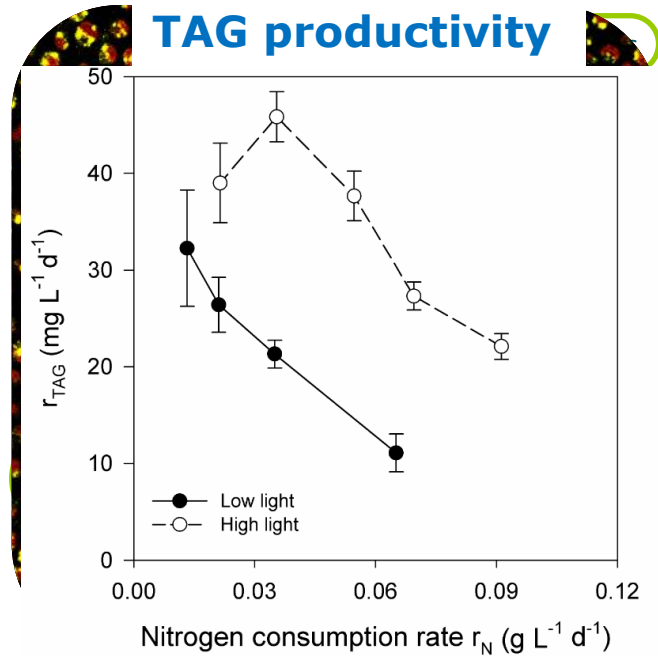 TAG productivity
50
40
30
20
10
0
r_TAG (mg L⁻¹ d⁻¹)
Low light
High light
0.00 0.03 0.06 0.09 0.12
Nitrogen consumption rate r_N (g L⁻¹ d⁻¹)